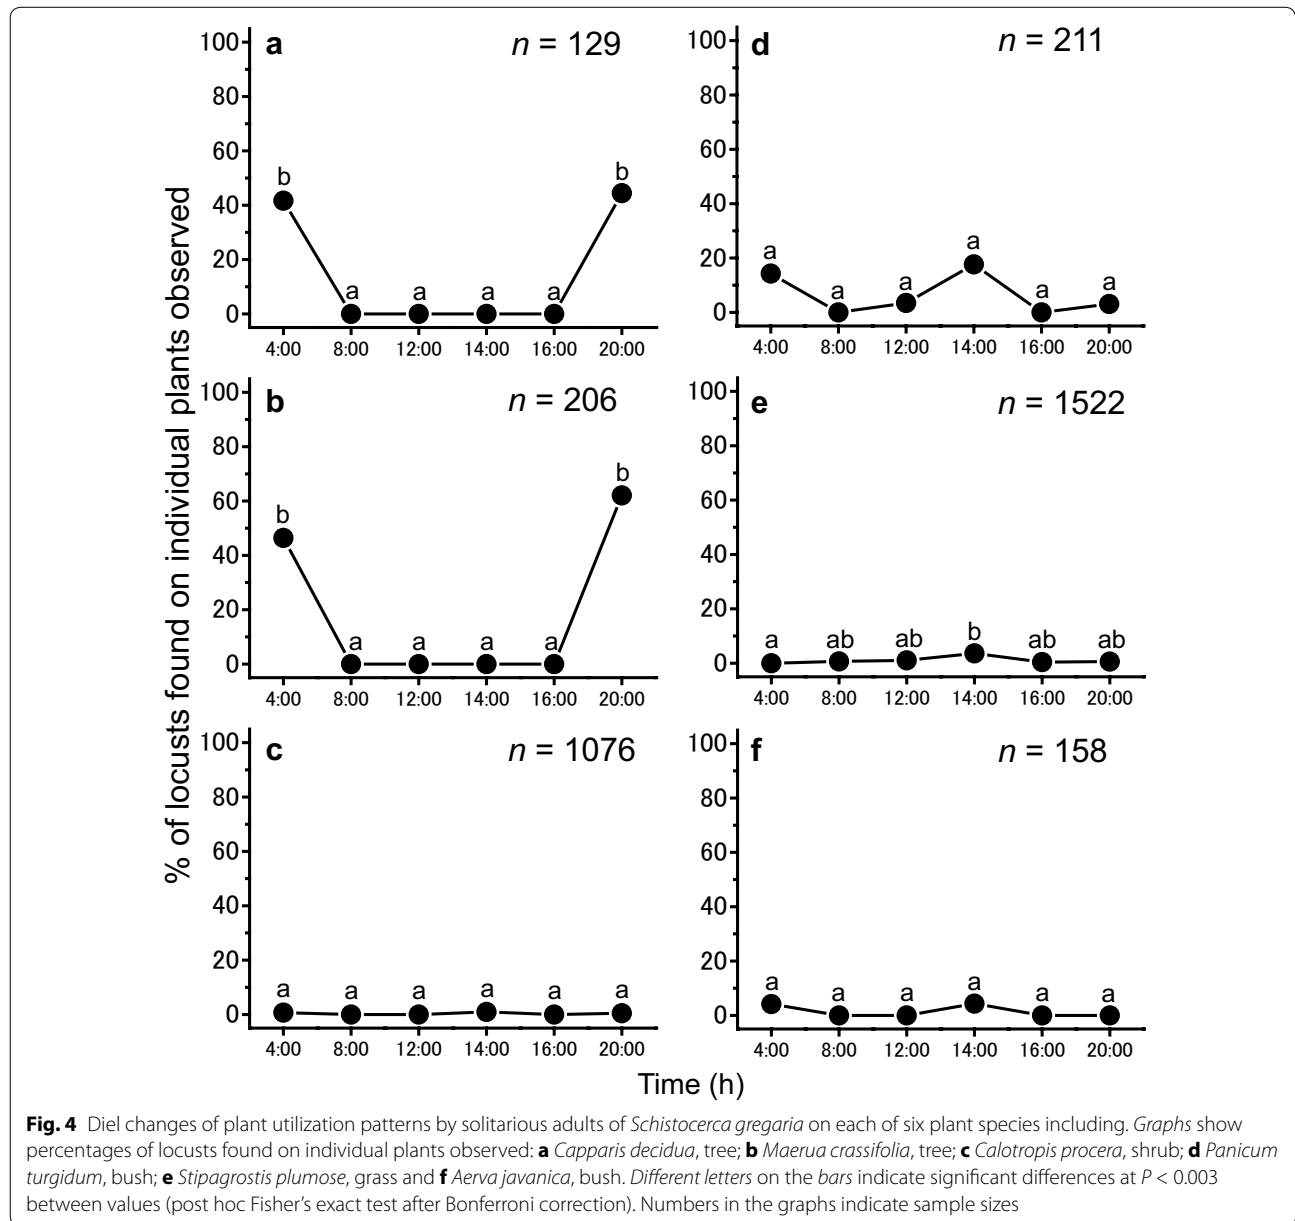 % of locusts found on individual plants observed
a
n = 129
100
80
60
40
20
0
b
a
a
a
a
b
4:00 8:00 12:00 14:00 16:00 20:00
b
n = 206
100
80
60
40
20
0
b
a
a
a
a
b
4:00 8:00 12:00 14:00 16:00 20:00
c
n = 1076
100
80
60
40
20
0
a
a
a
a
a
a
4:00 8:00 12:00 14:00 16:00 20:00
d
n = 211
100
80
60
40
20
0
a
a
a
a
a
a
4:00 8:00 12:00 14:00 16:00 20:00
e
n = 1522
100
80
60
40
20
0
a
ab
ab
b
ab
ab
4:00 8:00 12:00 14:00 16:00 20:00
f
n = 158
100
80
60
40
20
0
a
a
a
a
a
a
4:00 8:00 12:00 14:00 16:00 20:00
Time (h)
Fig. 4 Diel changes of plant utilization patterns by solitarious adults of Schistocerca gregaria on each of six plant species including. Graphs show
percentages of locusts found on individual plants observed: a Capparis decidua, tree; b Maerua crassifolia, tree; c Calotropis procera, shrub; d Panicum
turgidum, bush; e Stipagrostis plumose, grass and f Aerva javanica, bush. Different letters on the bars indicate significant differences at P < 0.003
between values (post hoc Fisher's exact test after Bonferroni correction). Numbers in the graphs indicate sample sizes